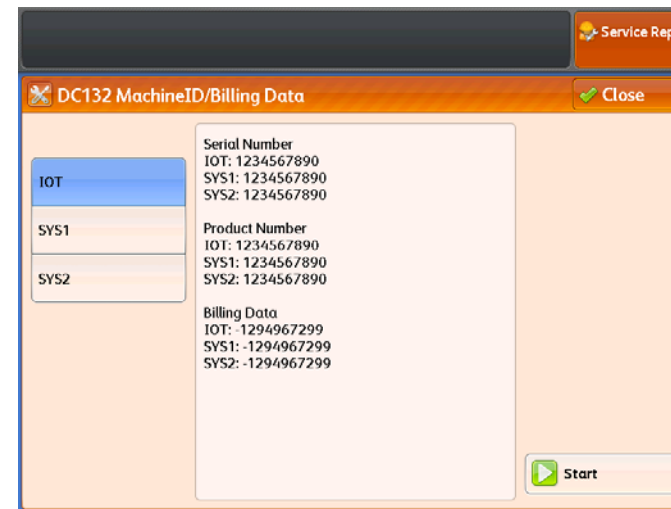 Service Rep
DC132 MachineID/Billing Data
Close
IOT
SYS1
SYS2
Serial Number
IOT: 1234567890
SYS1: 1234567890
SYS2: 1234567890
Product Number
IOT: 1234567890
SYS1: 1234567890
SYS2: 1234567890
Billing Data
IOT: -1294967299
SYS1: -1294967299
SYS2: -1294967299
Start